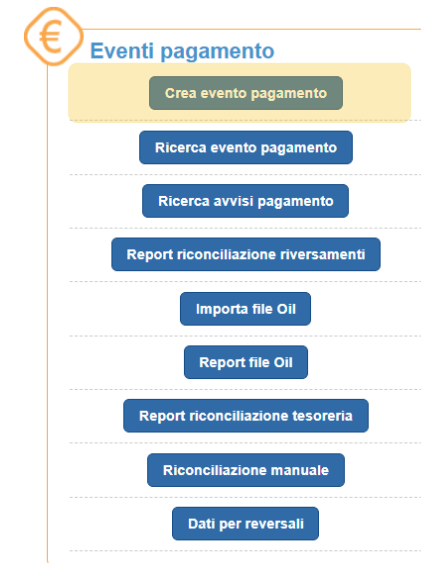 €
Eventi pagamento
Crea evento pagamento
Ricerca evento pagamento
Ricerca avvisi pagamento
Report riconciliazione riversamenti
Importa file Oil
Report file Oil
Report riconciliazione tesoreria
Riconciliazione manuale
Dati per reversali